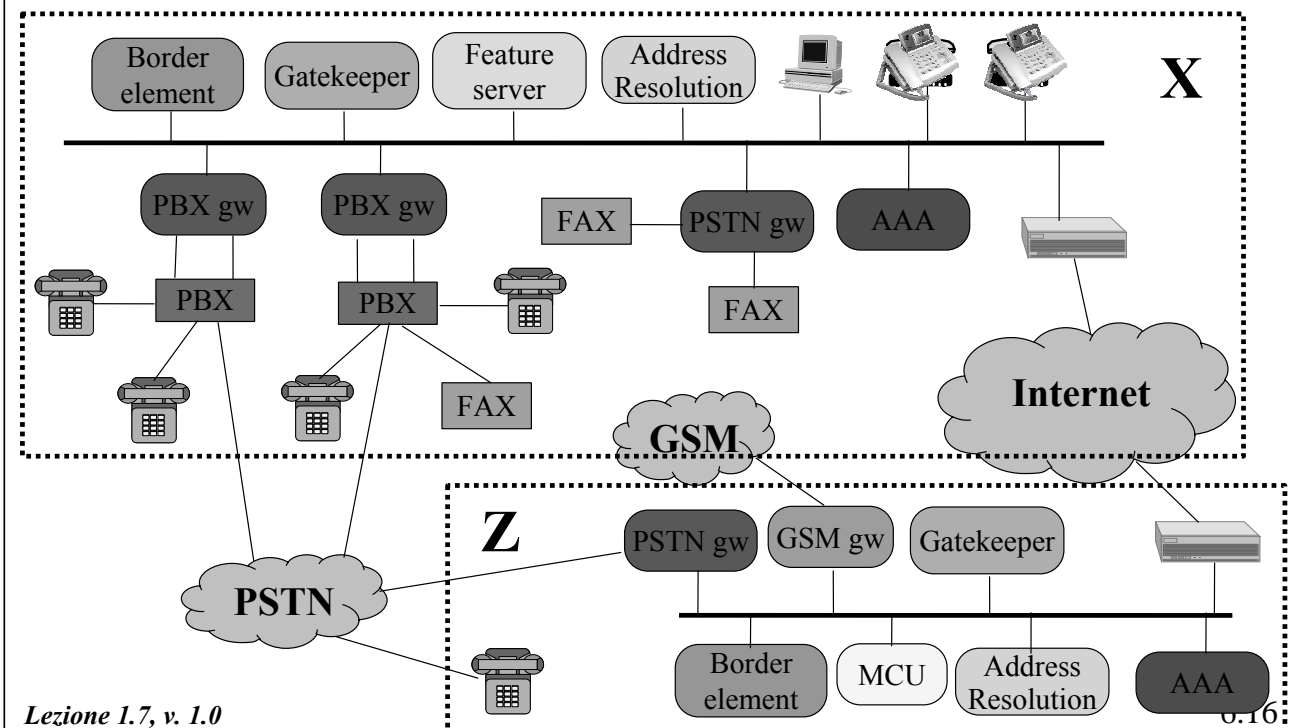 Border
element
Gatekeeper
Feature
server
Address
Resolution
X
PBX gw
PBX gw
FAX
PSTN gw
AAA
PBX
PBX
FAX
FAX
Internet
GSM
Z
PSTN gw
GSM gw
Gatekeeper
PSTN
Border
element
MCU
Address
Resolution
AAA
Lezione 1.7, v. 1.0
6.16